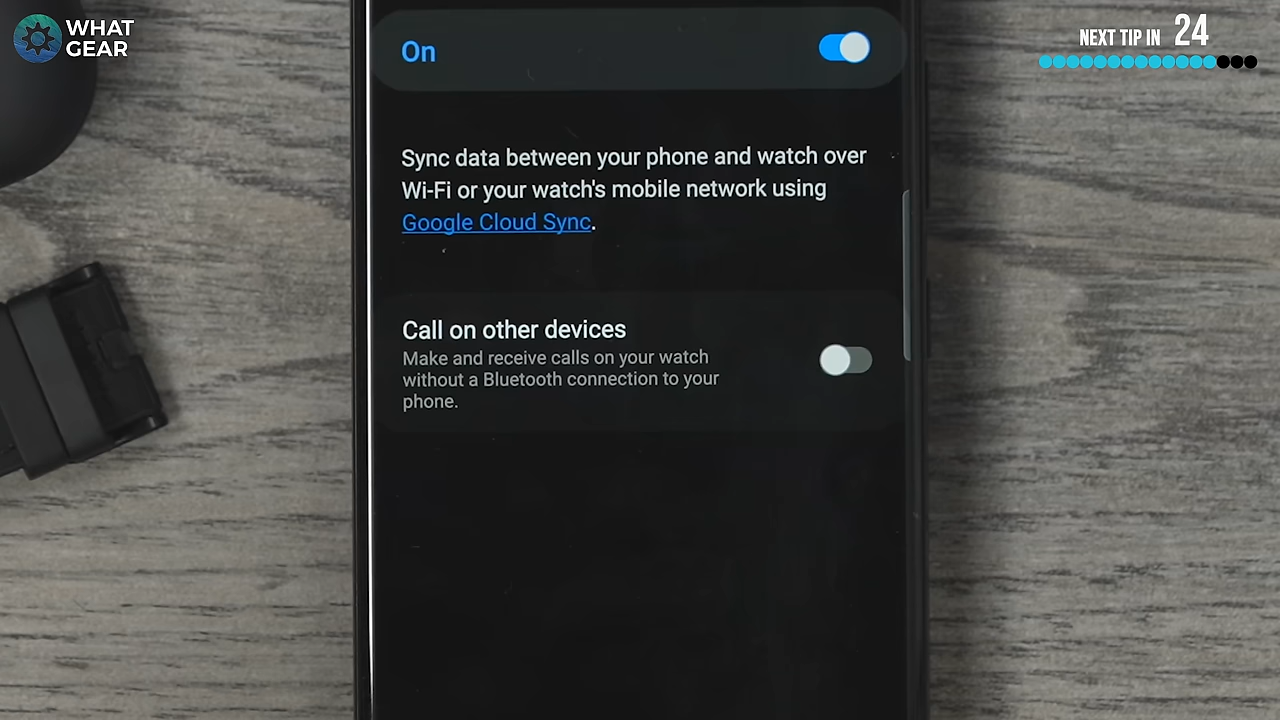 WHAT
GEAR
NEXT TIP IN 24
On
Sync data between your phone and watch over
Wi-Fi or your watch's mobile network using
Google Cloud Sync.
Call on other devices
Make and receive calls on your watch
without a Bluetooth connection to your
phone.